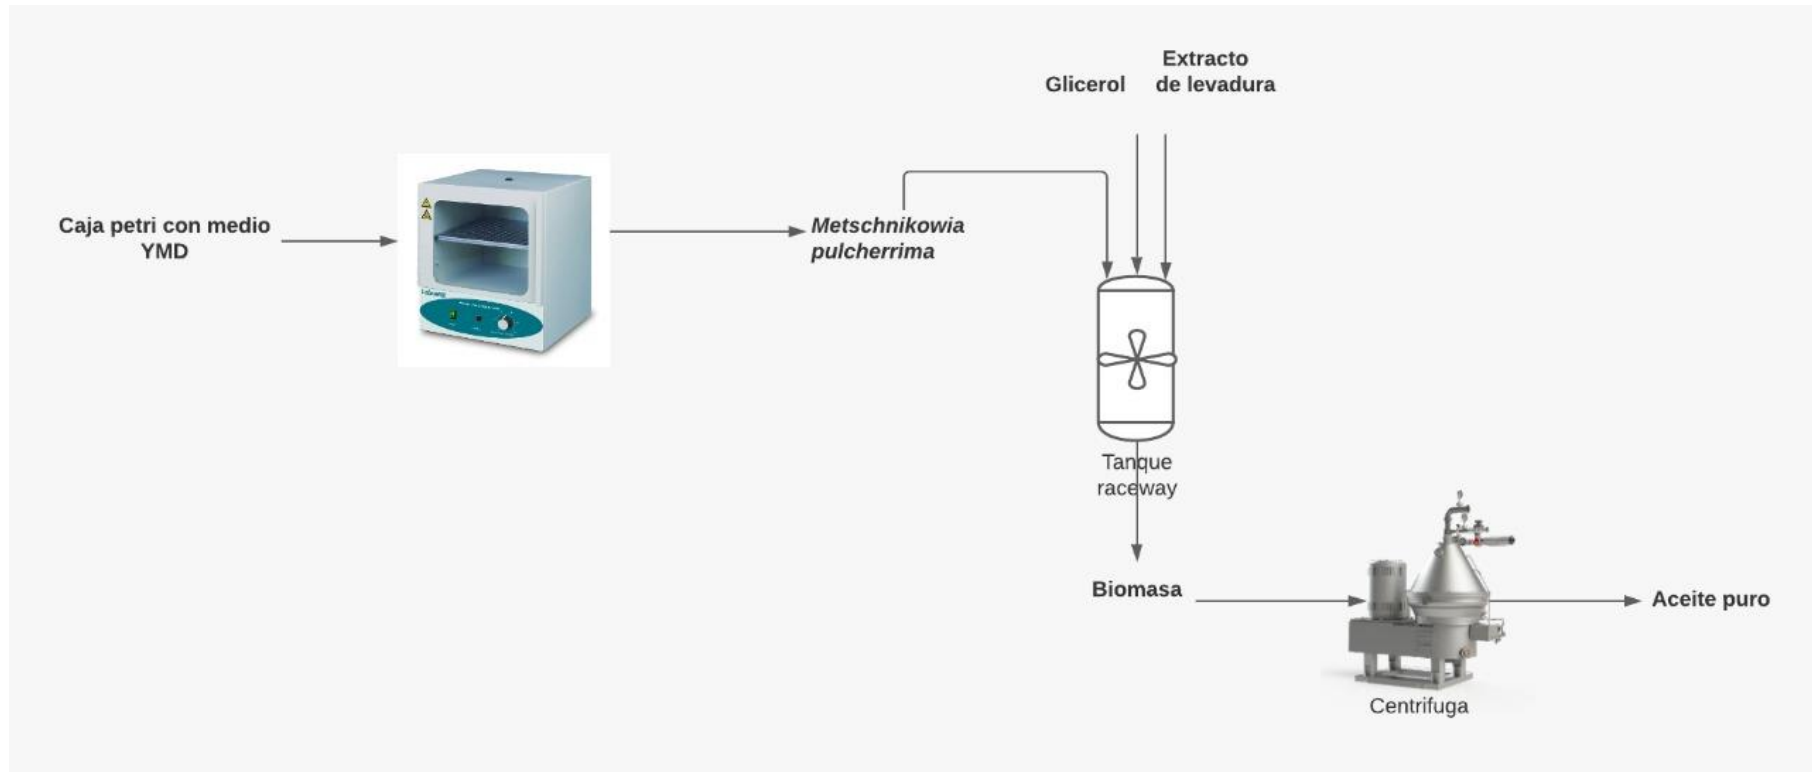 Extracto
Glicerol de levadura
Caja petri con medio
YMD
Metschnikowia
pulcherrima
Tanque
raceway
Biomasa
Aceite puro
Centrifuga